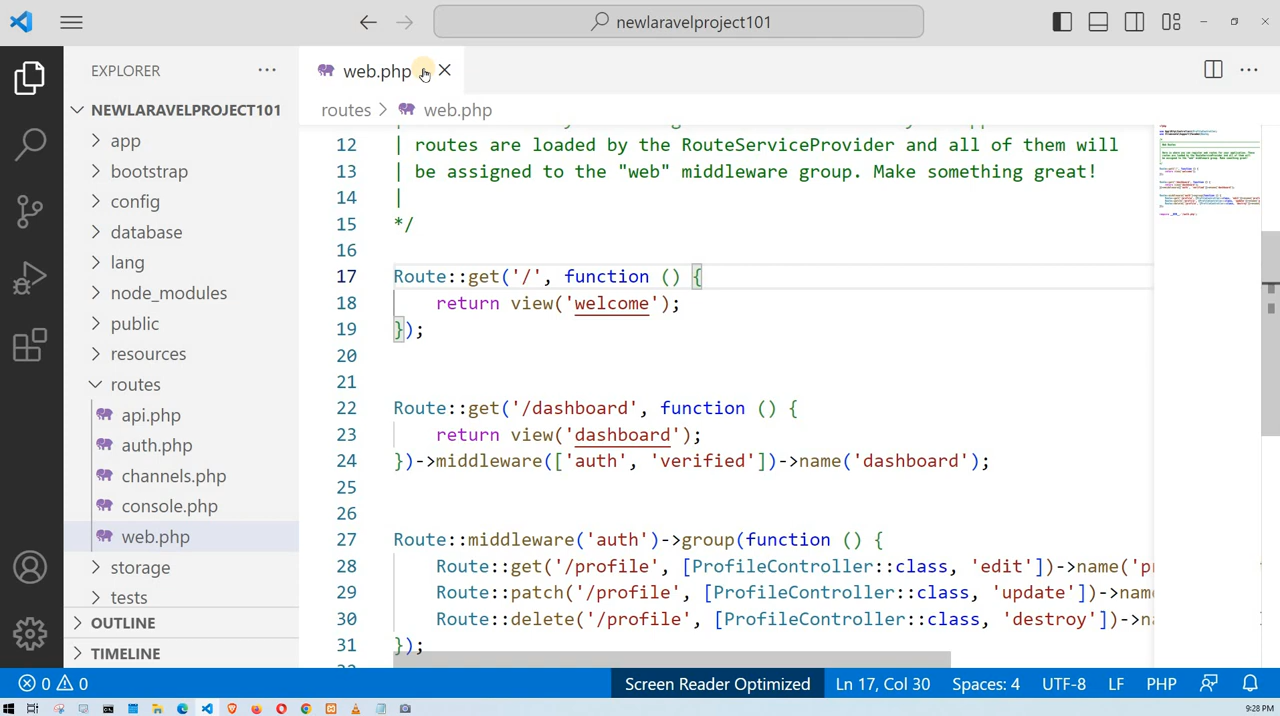 newlaravelproject101
EXPLORER
NEWLARAVELPROJECT101
app
bootstrap
config
database
lang
node_modules
public
resources
routes
api.php
auth.php
channels.php
console.php
web.php
storage
tests
OUTLINE
TIMELINE
web.php
routes > web.php
12 | routes are loaded by the RouteServiceProvider and all of them will
13 | be assigned to the "web" middleware group. Make something great!
14 |
15 */
16
17 Route::get('/', function () {
18 return view('welcome');
19 });
20
21
22 Route::get('/dashboard', function () {
23 return view('dashboard');
24 })->middleware(['auth', 'verified'])->name('dashboard');
25
26
27 Route::middleware('auth')->group(function () {
28 Route::get('/profile', [ProfileController::class, 'edit'])->name('pr
29 Route::patch('/profile', [ProfileController::class, 'update'])->name
30 Route::delete('/profile', [ProfileController::class, 'destroy'])->na
31 });
0 0
Screen Reader Optimized
Ln 17, Col 30
Spaces: 4
UTF-8
LF
PHP
9:28 PM